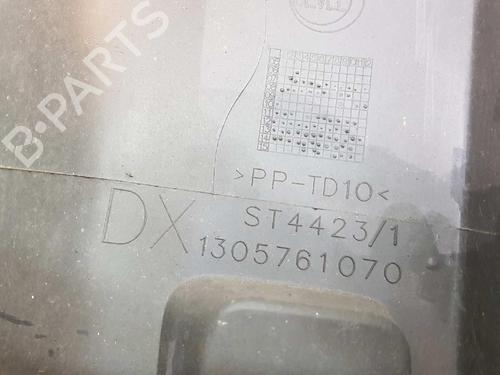 B-PARTS
>PP-TD10<
DX
ST4423/1
1305761070